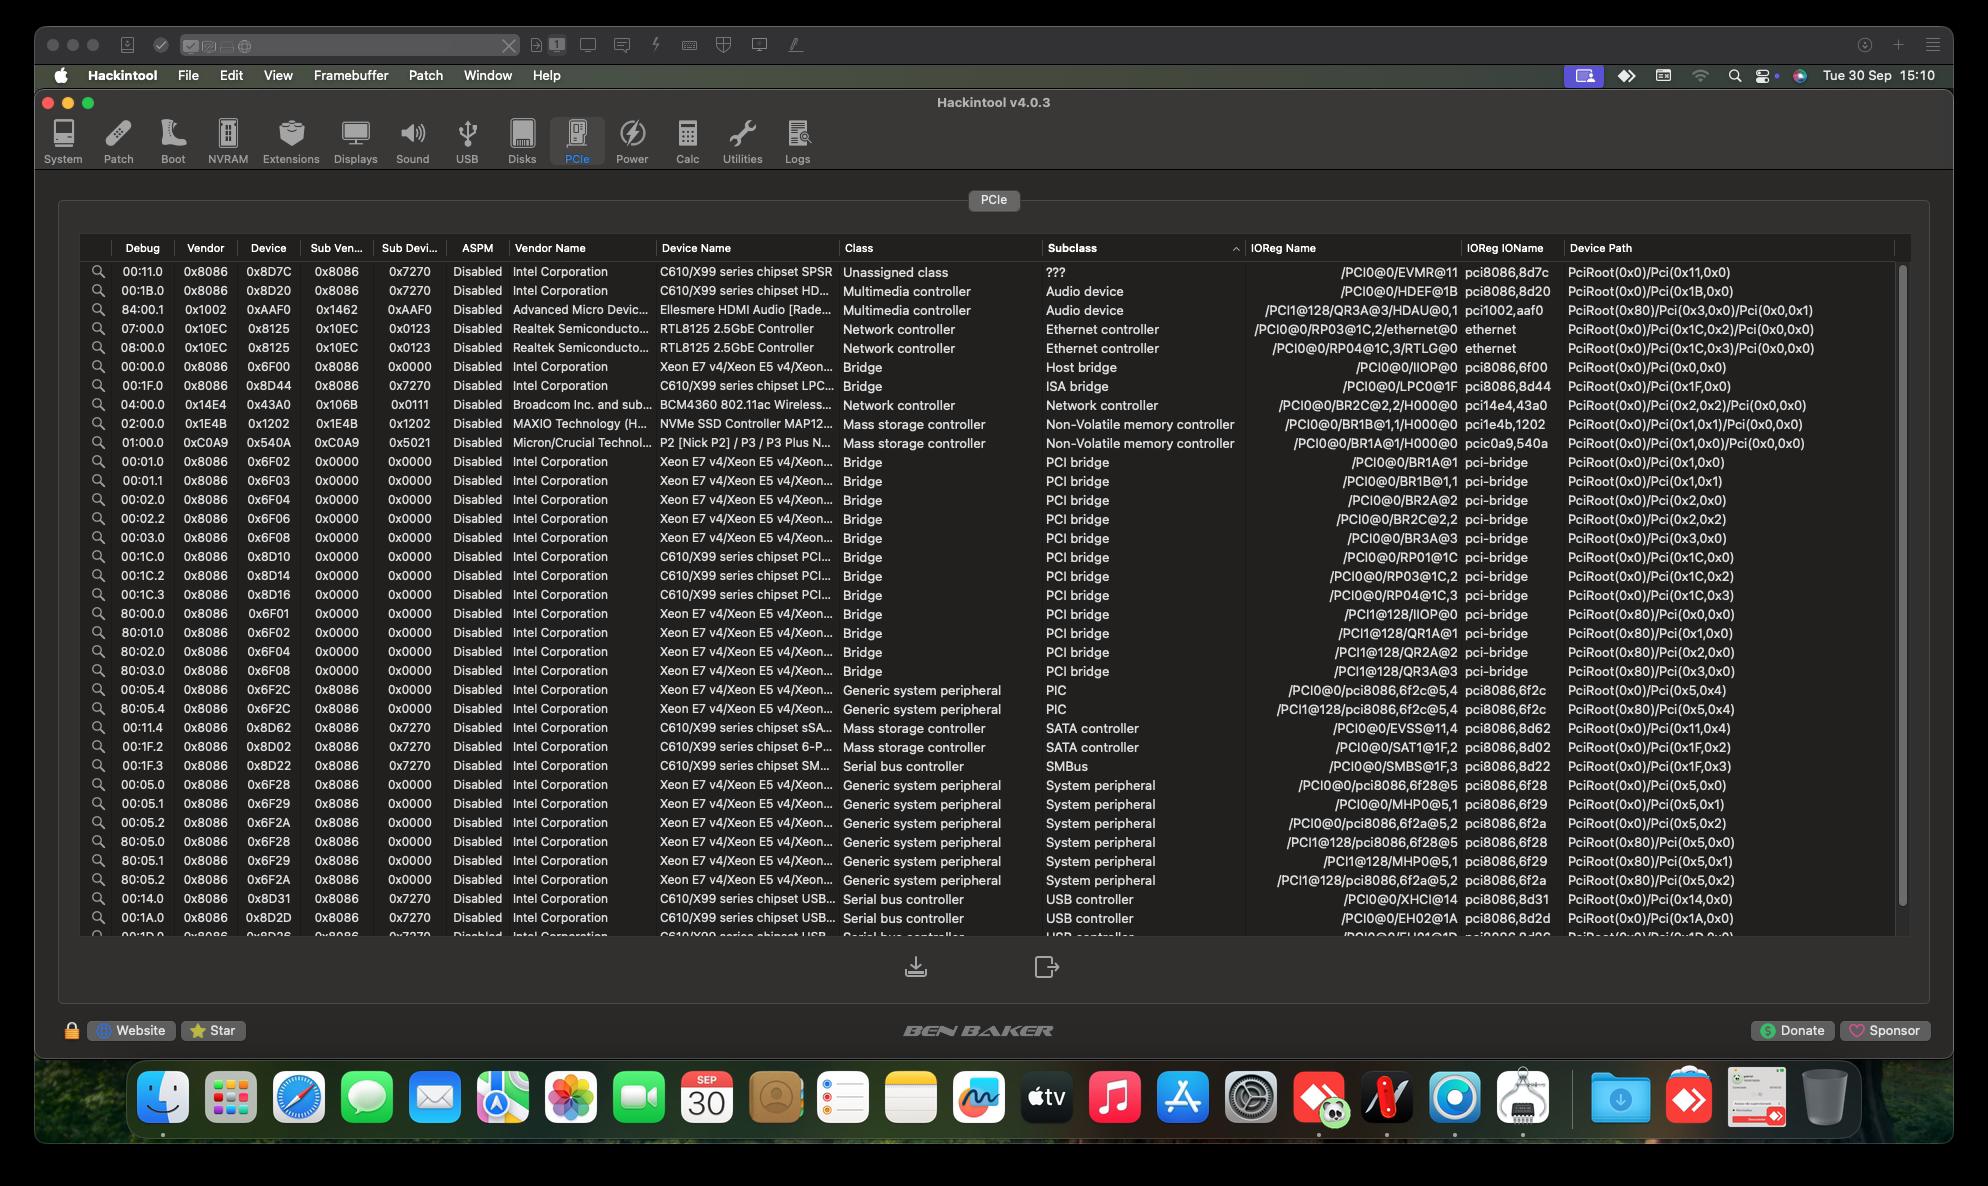 1
Hackintool File Edit View Framebuffer Patch Window Help Tue 30 Sep 15:10
Hackintool v4.0.3
System Patch Boot NVRAM Extensions Displays Sound USB Disks PCIe Power Calc Utilities Logs
PCIe
Debug Vendor Device Sub Ven... Sub Devi... ASPM Vendor Name Device Name Class Subclass IOReg Name IOReg IOName Device Path
00:11.0 0x8086 0x8D7C 0x8086 0x7270 Disabled Intel Corporation C610/X99 series chipset SPSR Unassigned class ??? /PCI0@0/EVMR@11 pci8086,8d7c PciRoot(0x0)/Pci(0x11,0x0)
00:1B.0 0x8086 0x8D20 0x8086 0x7270 Disabled Intel Corporation C610/X99 series chipset HD... Multimedia controller Audio device /PCI0@0/HDEF@1B pci8086,8d20 PciRoot(0x0)/Pci(0x1B,0x0)
84:00.1 0x1002 0xAAF0 0x1462 0xAAF0 Disabled Advanced Micro Devic... Ellesmere HDMI Audio [Rade... Multimedia controller Audio device /PCI1@128/QR3A@3/HDAU@0,1 pci1002,aaf0 PciRoot(0x80)/Pci(0x3,0x0)/Pci(0x0,0x1)
07:00.0 0x10EC 0x8125 0x10EC 0x0123 Disabled Realtek Semiconducto... RTL8125 2.5GbE Controller Network controller Ethernet controller /PCI0@0/RP03@1C,2/ethernet@0 ethernet PciRoot(0x0)/Pci(0x1C,0x2)/Pci(0x0,0x0)
08:00.0 0x10EC 0x8125 0x10EC 0x0123 Disabled Realtek Semiconducto... RTL8125 2.5GbE Controller Network controller Ethernet controller /PCI0@0/RP04@1C,3/RTLG@0 ethernet PciRoot(0x0)/Pci(0x1C,0x3)/Pci(0x0,0x0)
00:00.0 0x8086 0x6F00 0x8086 0x0000 Disabled Intel Corporation Xeon E7 v4/Xeon E5 v4/Xeon... Bridge Host bridge /PCI0@0/IIOP@0 pci8086,6f00 PciRoot(0x0)/Pci(0x0,0x0)
00:1F.0 0x8086 0x8D44 0x8086 0x7270 Disabled Intel Corporation C610/X99 series chipset LPC... Bridge ISA bridge /PCI0@0/LPC0@1F pci8086,8d44 PciRoot(0x0)/Pci(0x1F,0x0)
04:00.0 0x14E4 0x43A0 0x106B 0x0111 Disabled Broadcom Inc. and sub... BCM4360 802.11ac Wireless... Network controller Network controller /PCI0@0/BR2C@2,2/H000@0 pci14e4,43a0 PciRoot(0x0)/Pci(0x2,0x2)/Pci(0x0,0x0)
02:00.0 0x1E4B 0x1202 0x1E4B 0x1202 Disabled MAXIO Technology (H... NVMe SSD Controller MAP12... Mass storage controller Non-Volatile memory controller /PCI0@0/BR1B@1,1/H000@0 pci1e4b,1202 PciRoot(0x0)/Pci(0x1,0x1)/Pci(0x0,0x0)
01:00.0 0xC0A9 0x540A 0xC0A9 0x5021 Disabled Micron/Crucial Technol... P2 [Nick P2] / P3 / P3 Plus N... Mass storage controller Non-Volatile memory controller /PCI0@0/BR1A@1/H000@0 pcic0a9,540a PciRoot(0x0)/Pci(0x1,0x0)/Pci(0x0,0x0)
00:01.0 0x8086 0x6F02 0x0000 0x0000 Disabled Intel Corporation Xeon E7 v4/Xeon E5 v4/Xeon... Bridge PCI bridge /PCI0@0/BR1A@1 pci-bridge PciRoot(0x0)/Pci(0x1,0x0)
00:01.1 0x8086 0x6F03 0x0000 0x0000 Disabled Intel Corporation Xeon E7 v4/Xeon E5 v4/Xeon... Bridge PCI bridge /PCI0@0/BR1B@1,1 pci-bridge PciRoot(0x0)/Pci(0x1,0x1)
00:02.0 0x8086 0x6F04 0x0000 0x0000 Disabled Intel Corporation Xeon E7 v4/Xeon E5 v4/Xeon... Bridge PCI bridge /PCI0@0/BR2A@2 pci-bridge PciRoot(0x0)/Pci(0x2,0x0)
00:02.2 0x8086 0x6F06 0x0000 0x0000 Disabled Intel Corporation Xeon E7 v4/Xeon E5 v4/Xeon... Bridge PCI bridge /PCI0@0/BR2C@2,2 pci-bridge PciRoot(0x0)/Pci(0x2,0x2)
00:03.0 0x8086 0x6F08 0x0000 0x0000 Disabled Intel Corporation Xeon E7 v4/Xeon E5 v4/Xeon... Bridge PCI bridge /PCI0@0/BR3A@3 pci-bridge PciRoot(0x0)/Pci(0x3,0x0)
00:1C.0 0x8086 0x8D10 0x0000 0x0000 Disabled Intel Corporation C610/X99 series chipset PCI... Bridge PCI bridge /PCI0@0/RP01@1C pci-bridge PciRoot(0x0)/Pci(0x1C,0x0)
00:1C.2 0x8086 0x8D14 0x0000 0x0000 Disabled Intel Corporation C610/X99 series chipset PCI... Bridge PCI bridge /PCI0@0/RP03@1C,2 pci-bridge PciRoot(0x0)/Pci(0x1C,0x2)
00:1C.3 0x8086 0x8D16 0x0000 0x0000 Disabled Intel Corporation C610/X99 series chipset PCI... Bridge PCI bridge /PCI0@0/RP04@1C,3 pci-bridge PciRoot(0x0)/Pci(0x1C,0x3)
80:00.0 0x8086 0x6F01 0x0000 0x0000 Disabled Intel Corporation Xeon E7 v4/Xeon E5 v4/Xeon... Bridge PCI bridge /PCI1@128/IIOP@0 pci-bridge PciRoot(0x80)/Pci(0x0,0x0)
80:01.0 0x8086 0x6F02 0x0000 0x0000 Disabled Intel Corporation Xeon E7 v4/Xeon E5 v4/Xeon... Bridge PCI bridge /PCI1@128/QR1A@1 pci-bridge PciRoot(0x80)/Pci(0x1,0x0)
80:02.0 0x8086 0x6F04 0x0000 0x0000 Disabled Intel Corporation Xeon E7 v4/Xeon E5 v4/Xeon... Bridge PCI bridge /PCI1@128/QR2A@2 pci-bridge PciRoot(0x80)/Pci(0x2,0x0)
80:03.0 0x8086 0x6F08 0x0000 0x0000 Disabled Intel Corporation Xeon E7 v4/Xeon E5 v4/Xeon... Bridge PCI bridge /PCI1@128/QR3A@3 pci-bridge PciRoot(0x80)/Pci(0x3,0x0)
00:05.4 0x8086 0x6F2C 0x8086 0x0000 Disabled Intel Corporation Xeon E7 v4/Xeon E5 v4/Xeon... Generic system peripheral PIC /PCI0@0/pci8086,6f2c@5,4 pci8086,6f2c PciRoot(0x0)/Pci(0x5,0x4)
80:05.4 0x8086 0x6F2C 0x8086 0x0000 Disabled Intel Corporation Xeon E7 v4/Xeon E5 v4/Xeon... Generic system peripheral PIC /PCI1@128/pci8086,6f2c@5,4 pci8086,6f2c PciRoot(0x80)/Pci(0x5,0x4)
00:11.4 0x8086 0x8D62 0x8086 0x7270 Disabled Intel Corporation C610/X99 series chipset sSA... Mass storage controller SATA controller /PCI0@0/EVSS@11,4 pci8086,8d62 PciRoot(0x0)/Pci(0x11,0x4)
00:1F.2 0x8086 0x8D02 0x8086 0x7270 Disabled Intel Corporation C610/X99 series chipset 6-P... Mass storage controller SATA controller /PCI0@0/SAT1@1F,2 pci8086,8d02 PciRoot(0x0)/Pci(0x1F,0x2)
00:1F.3 0x8086 0x8D22 0x8086 0x7270 Disabled Intel Corporation C610/X99 series chipset SM... Serial bus controller SMBus /PCI0@0/SMBS@1F,3 pci8086,8d22 PciRoot(0x0)/Pci(0x1F,0x3)
00:05.0 0x8086 0x6F28 0x8086 0x0000 Disabled Intel Corporation Xeon E7 v4/Xeon E5 v4/Xeon... Generic system peripheral System peripheral /PCI0@0/pci8086,6f28@5 pci8086,6f28 PciRoot(0x0)/Pci(0x5,0x0)
00:05.1 0x8086 0x6F29 0x8086 0x0000 Disabled Intel Corporation Xeon E7 v4/Xeon E5 v4/Xeon... Generic system peripheral System peripheral /PCI0@0/MHP0@5,1 pci8086,6f29 PciRoot(0x0)/Pci(0x5,0x1)
00:05.2 0x8086 0x6F2A 0x8086 0x0000 Disabled Intel Corporation Xeon E7 v4/Xeon E5 v4/Xeon... Generic system peripheral System peripheral /PCI0@0/pci8086,6f2a@5,2 pci8086,6f2a PciRoot(0x0)/Pci(0x5,0x2)
80:05.0 0x8086 0x6F28 0x8086 0x0000 Disabled Intel Corporation Xeon E7 v4/Xeon E5 v4/Xeon... Generic system peripheral System peripheral /PCI1@128/pci8086,6f28@5 pci8086,6f28 PciRoot(0x80)/Pci(0x5,0x0)
80:05.1 0x8086 0x6F29 0x8086 0x0000 Disabled Intel Corporation Xeon E7 v4/Xeon E5 v4/Xeon... Generic system peripheral System peripheral /PCI1@128/MHP0@5,1 pci8086,6f29 PciRoot(0x80)/Pci(0x5,0x1)
80:05.2 0x8086 0x6F2A 0x8086 0x0000 Disabled Intel Corporation Xeon E7 v4/Xeon E5 v4/Xeon... Generic system peripheral System peripheral /PCI1@128/pci8086,6f2a@5,2 pci8086,6f2a PciRoot(0x80)/Pci(0x5,0x2)
00:14.0 0x8086 0x8D31 0x8086 0x7270 Disabled Intel Corporation C610/X99 series chipset USB... Serial bus controller USB controller /PCI0@0/XHCI@14 pci8086,8d31 PciRoot(0x0)/Pci(0x14,0x0)
00:1A.0 0x8086 0x8D2D 0x8086 0x7270 Disabled Intel Corporation C610/X99 series chipset USB... Serial bus controller USB controller /PCI0@0/EH02@1A pci8086,8d2d PciRoot(0x0)/Pci(0x1A,0x0)
00:1D.0 0x8086 0x8D26 0x8086 0x7270 Disabled Intel Corporation C610/X99 series chipset USB... Serial bus controller USB controller /PCI0@0/EH01@1D pci8086,8d26 PciRoot(0x0)/Pci(0x1D,0x0)
Website Star BEN BAKER Donate Sponsor
SEP
30
tv